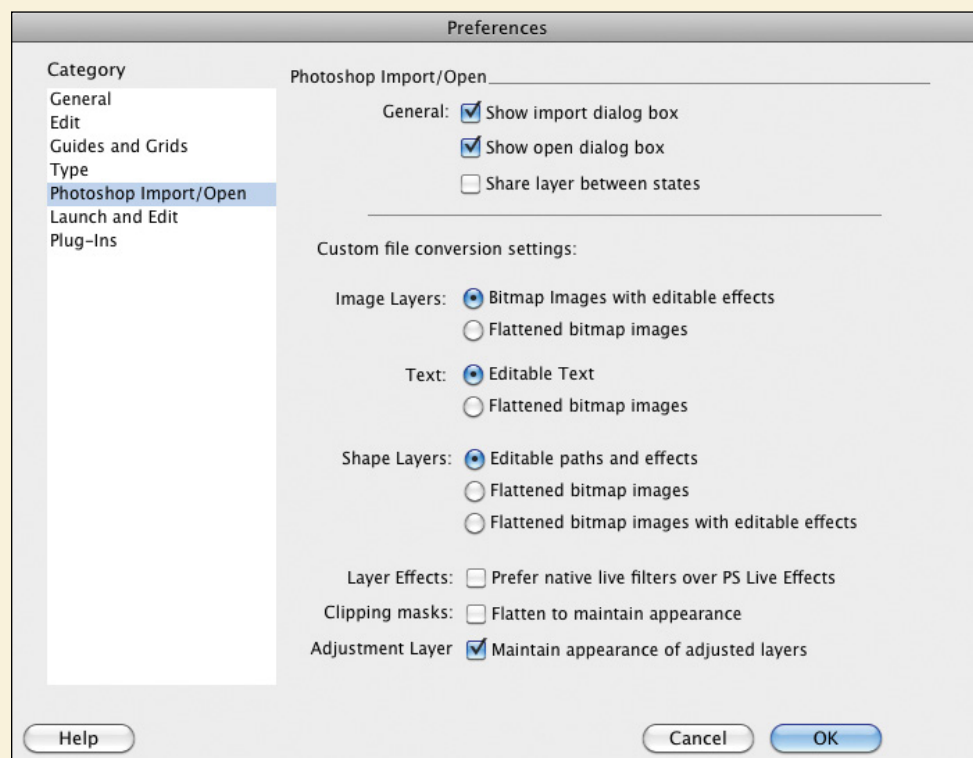 Preferences
Category
General
Edit
Guides and Grids
Type
Photoshop Import/Open
Launch and Edit
Plug-Ins
Photoshop Import/Open
General: Show import dialog box
Show open dialog box
Share layer between states
Custom file conversion settings:
Image Layers: Bitmap Images with editable effects
Flattened bitmap images
Text: Editable Text
Flattened bitmap images
Shape Layers: Editable paths and effects
Flattened bitmap images
Flattened bitmap images with editable effects
Layer Effects: Prefer native live filters over PS Live Effects
Clipping masks: Flatten to maintain appearance
Adjustment Layer Maintain appearance of adjusted layers
Help
Cancel
OK